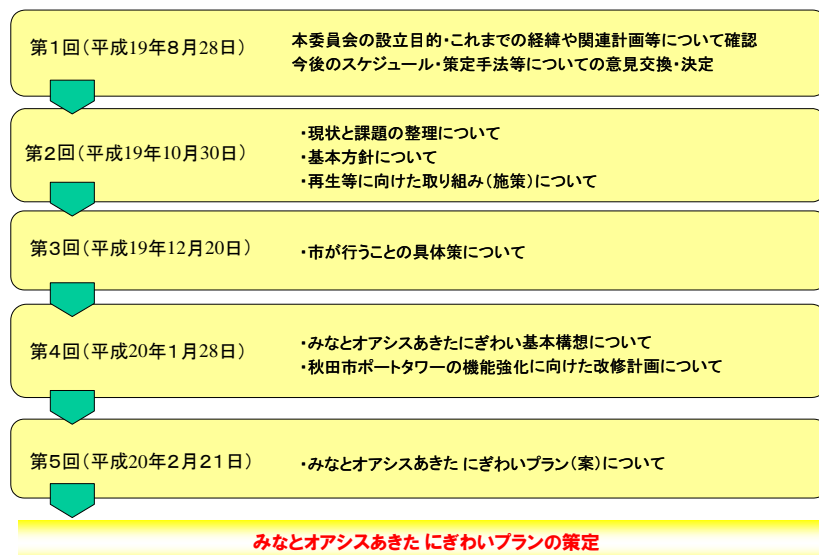 第１回（平成19年８月28日）
本委員会の設立目的・これまでの経緯や関連計画等について確認
今後のスケジュール・策定手法等についての意見交換・決定
第２回（平成19年10月30日）
・現状と課題の整理について
・基本方針について
・再生等に向けた取り組み（施策）について
第３回（平成19年12月20日）
・市が行うことの具体策について
第４回（平成20年１月28日）
・みなとオアシスあきたにぎわい基本構想について
・秋田市ポートタワーの機能強化に向けた改修計画について
第５回（平成20年２月２１日）
・みなとオアシスあきた にぎわいプラン（案）について
みなとオアシスあきた にぎわいプランの策定